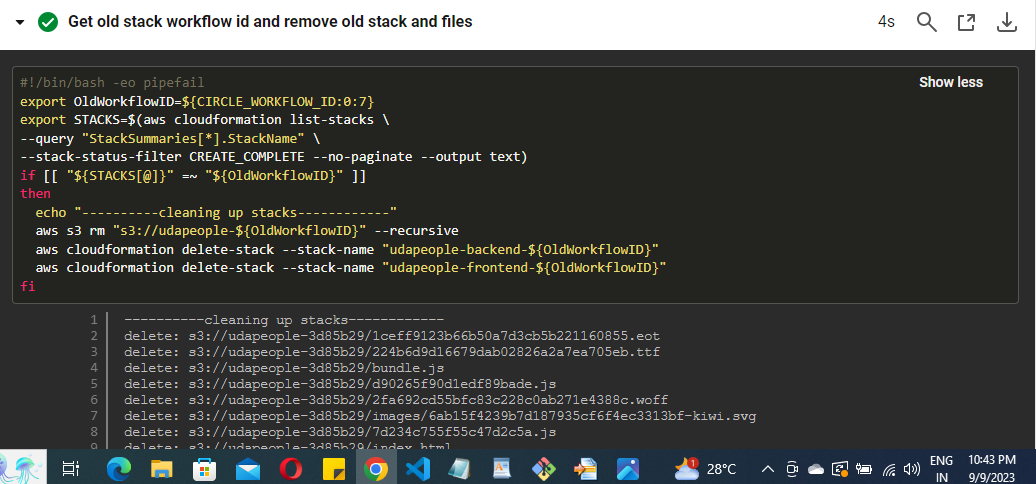 Get old stack workflow id and remove old stack and files
4s
#!/bin/bash -eo pipefail
Show less
export OldWorkflowID=${CIRCLE_WORKFLOW_ID:0:7}
export STACKS=$(aws cloudformation list-stacks \
--query "StackSummaries[*].StackName" \
--stack-status-filter CREATE_COMPLETE --no-paginate --output text)
if [[ "${STACKS[@]}" =~ "${OldWorkflowID}" ]]
then
  echo "----------cleaning up stacks------------"
  aws s3 rm "s3://udapeople-${OldWorkflowID}" --recursive
  aws cloudformation delete-stack --stack-name "udapeople-backend-${OldWorkflowID}"
  aws cloudformation delete-stack --stack-name "udapeople-frontend-${OldWorkflowID}"
fi
1 ----------cleaning up stacks------------
2 delete: s3://udapeople-3d85b29/1ceff9123b66b50a7d3cb5b221160855.eot
3 delete: s3://udapeople-3d85b29/224b6d9d16679dab02826a2a7ea705eb.ttf
4 delete: s3://udapeople-3d85b29/bundle.js
5 delete: s3://udapeople-3d85b29/d90265f90d1edf89bade.js
6 delete: s3://udapeople-3d85b29/2fa692cd55bfc83c228c0ab271e4388c.woff
7 delete: s3://udapeople-3d85b29/images/6ab15f4239b7d187935cf6f4ec3313bf-kiwi.svg
8 delete: s3://udapeople-3d85b29/7d234c755f55c47d2c5a.js
9 delete: s3://udapeople-3d85b29/index.html
1
28°C
ENG
IN
10:43 PM
9/9/2023